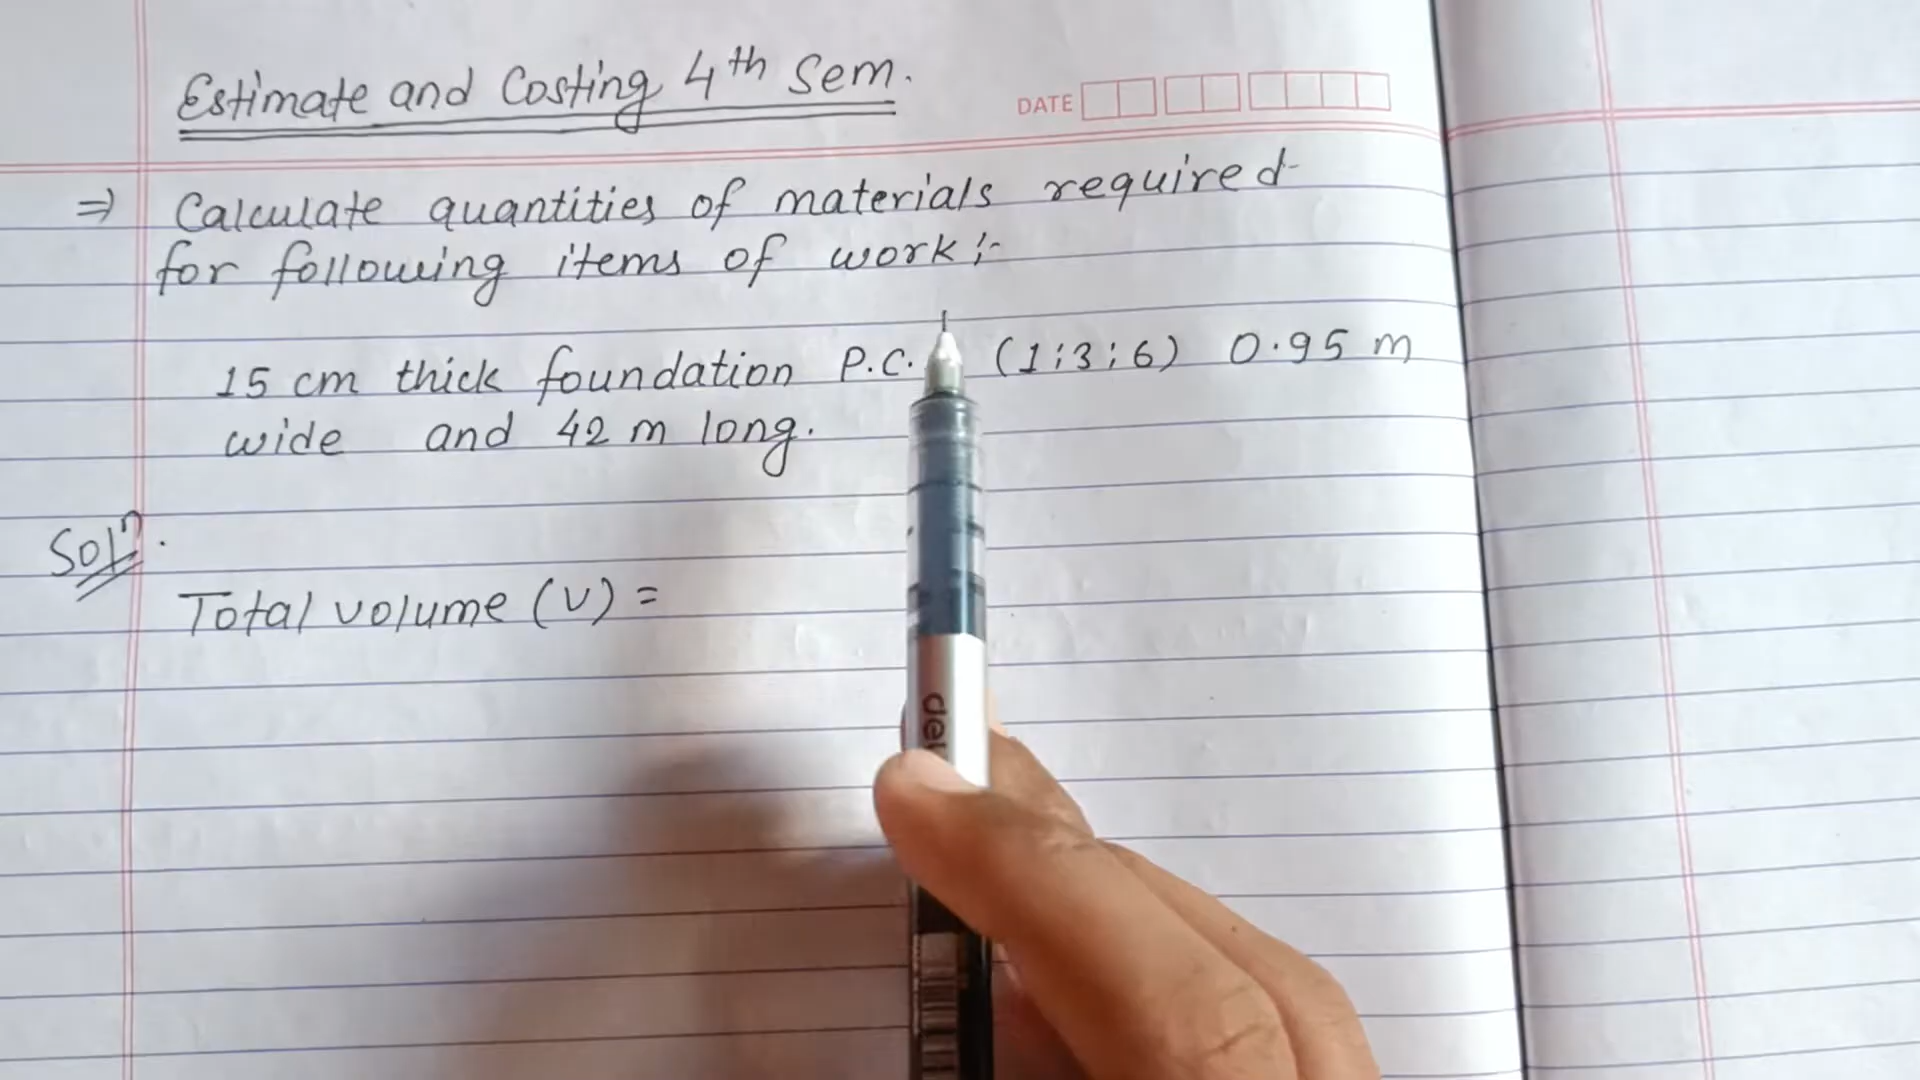 Estimate and Costing 4th Sem.
DATE
⇒ Calculate quantities of materials required
for following items of work :-
15 cm thick foundation P.C. (1:3:6) 0.95 m
wide and 42 m long.
Solⁿ.
Total volume (V) =